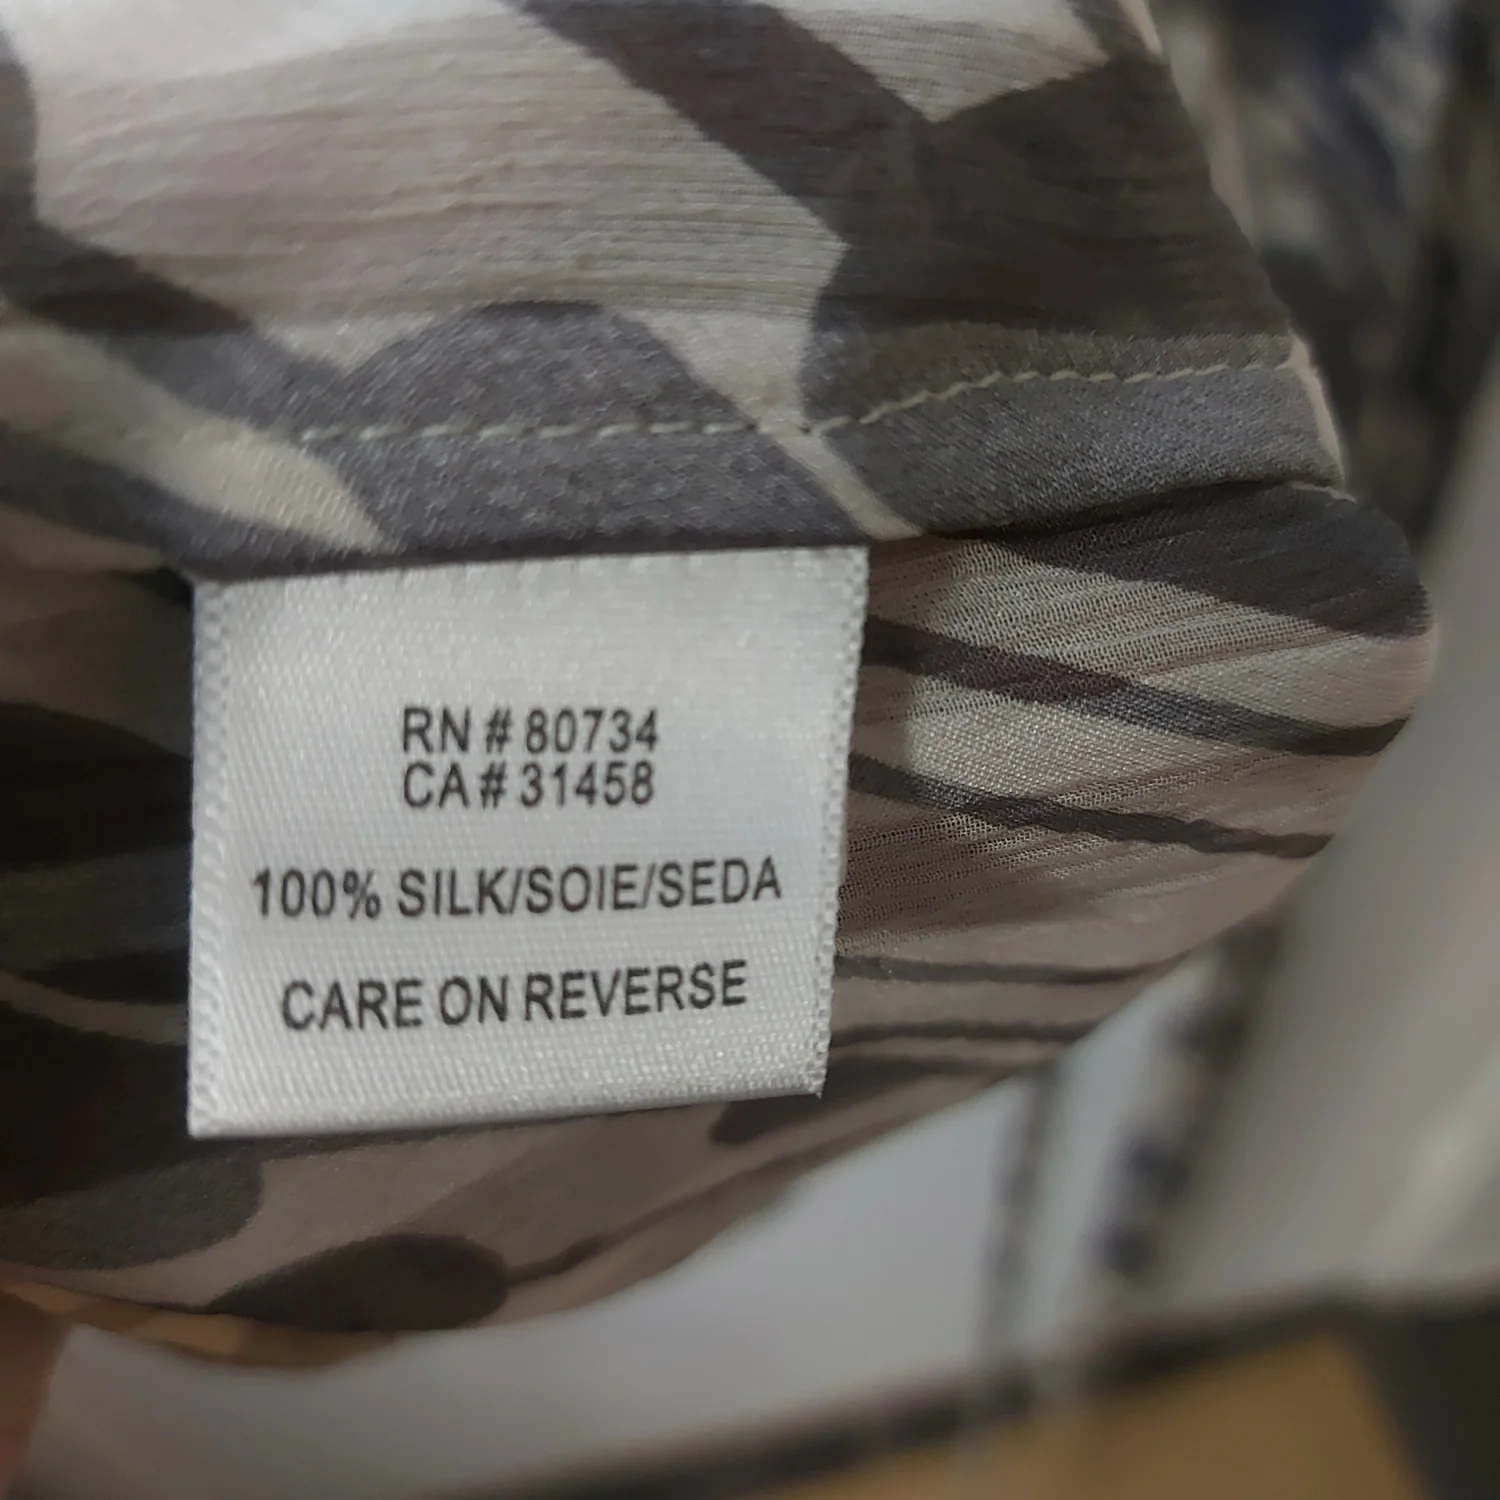 RN # 80734
CA # 31458
100% SILK/SOIE/SEDA
CARE ON REVERSE